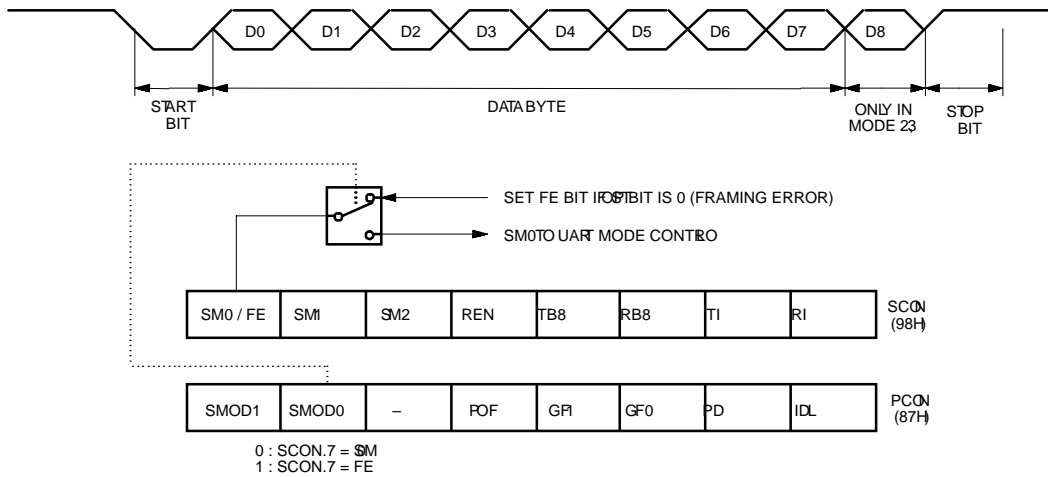 D0 D1 D2 D3 D4 D5 D6 D7 D8
START
BIT
DATA BYTE
ONLY IN
MODE 2,3
STOP
BIT
SET FE BIT IF STOP BIT IS 0 (FRAMING ERROR)
SM0 TO UART MODE CONTROL
SM0 / FE SM1 SM2 REN TB8 RB8 TI RI
SCON
(98H)
SMOD1 SMOD0 – POF GF1 GF0 PD IDL
PCON
(87H)
0 : SCON.7 = SM0
1 : SCON.7 = FE